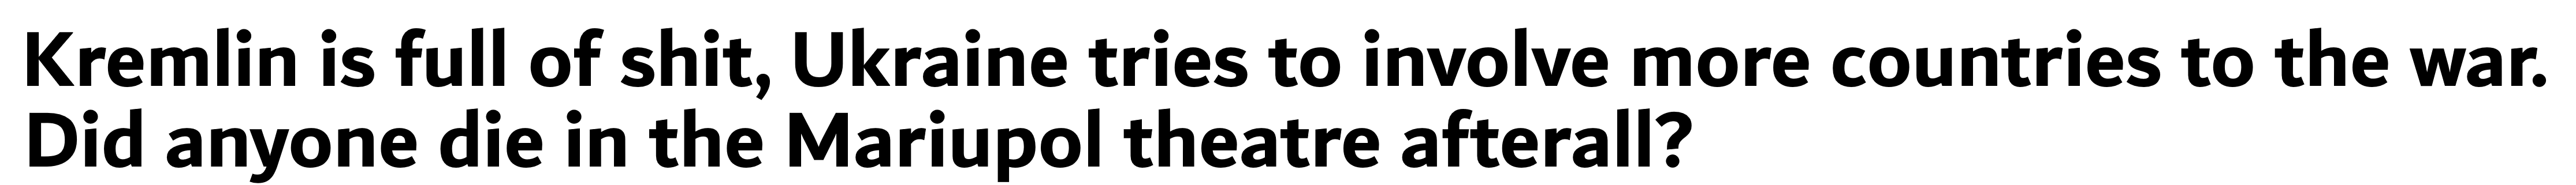 Kremlin is full of shit, Ukraine tries to involve more countries to the war.
Did anyone die in the Mariupol theatre afterall?